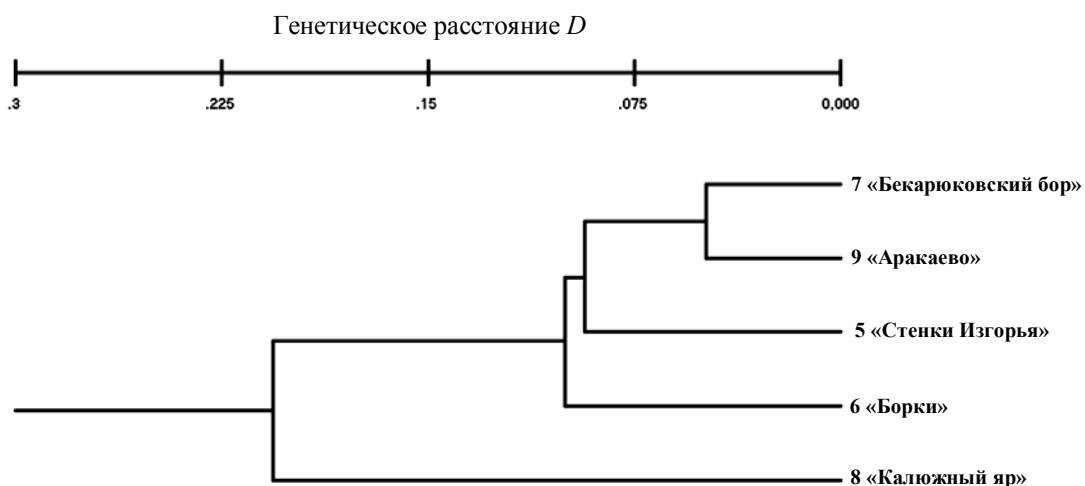 Генетическое расстояние D
.3 .225 .15 .075 0,000
7 «Бекарюковский бор»
9 «Аракаево»
5 «Стенки Изгорья»
6 «Борки»
8 «Калюжный яр»